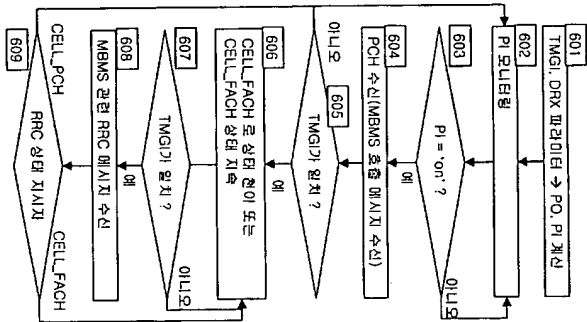 601
TMGI, DRX 파라미터 → PO, PI 계산
602
PI 모니터링
603
PI = 'on' ?
아니오
예
604
PCH 수신(MBMS 호출 메시지 수신)
605
TMGI가 일치 ?
아니오
예
606
CELL_FACH 로 상태 천이 또는
CELL_FACH 상태 지속
607
TMGI가 일치 ?
아니오
예
608
MBMS 관련 RRC 메시지 수신
609
RRC 상태 지시자
CELL_PCH
CELL_FACH